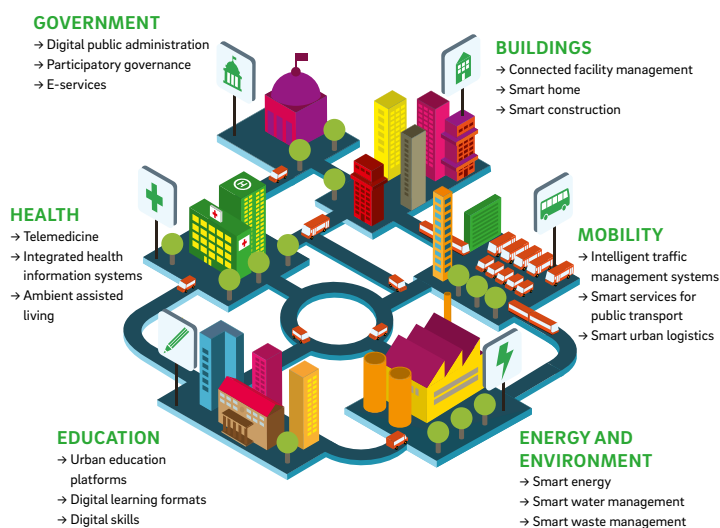 GOVERNMENT
→ Digital public administration
→ Participatory governance
→ E-services
BUILDINGS
→ Connected facility management
→ Smart home
→ Smart construction
HEALTH
→ Telemedicine
→ Integrated health
information systems
→ Ambient assisted
living
MOBILITY
→ Intelligent traffic
management systems
→ Smart services for
public transport
→ Smart urban logistics
EDUCATION
→ Urban education
platforms
→ Digital learning formats
→ Digital skills
ENERGY AND
ENVIRONMENT
→ Smart energy
→ Smart water management
→ Smart waste management
H